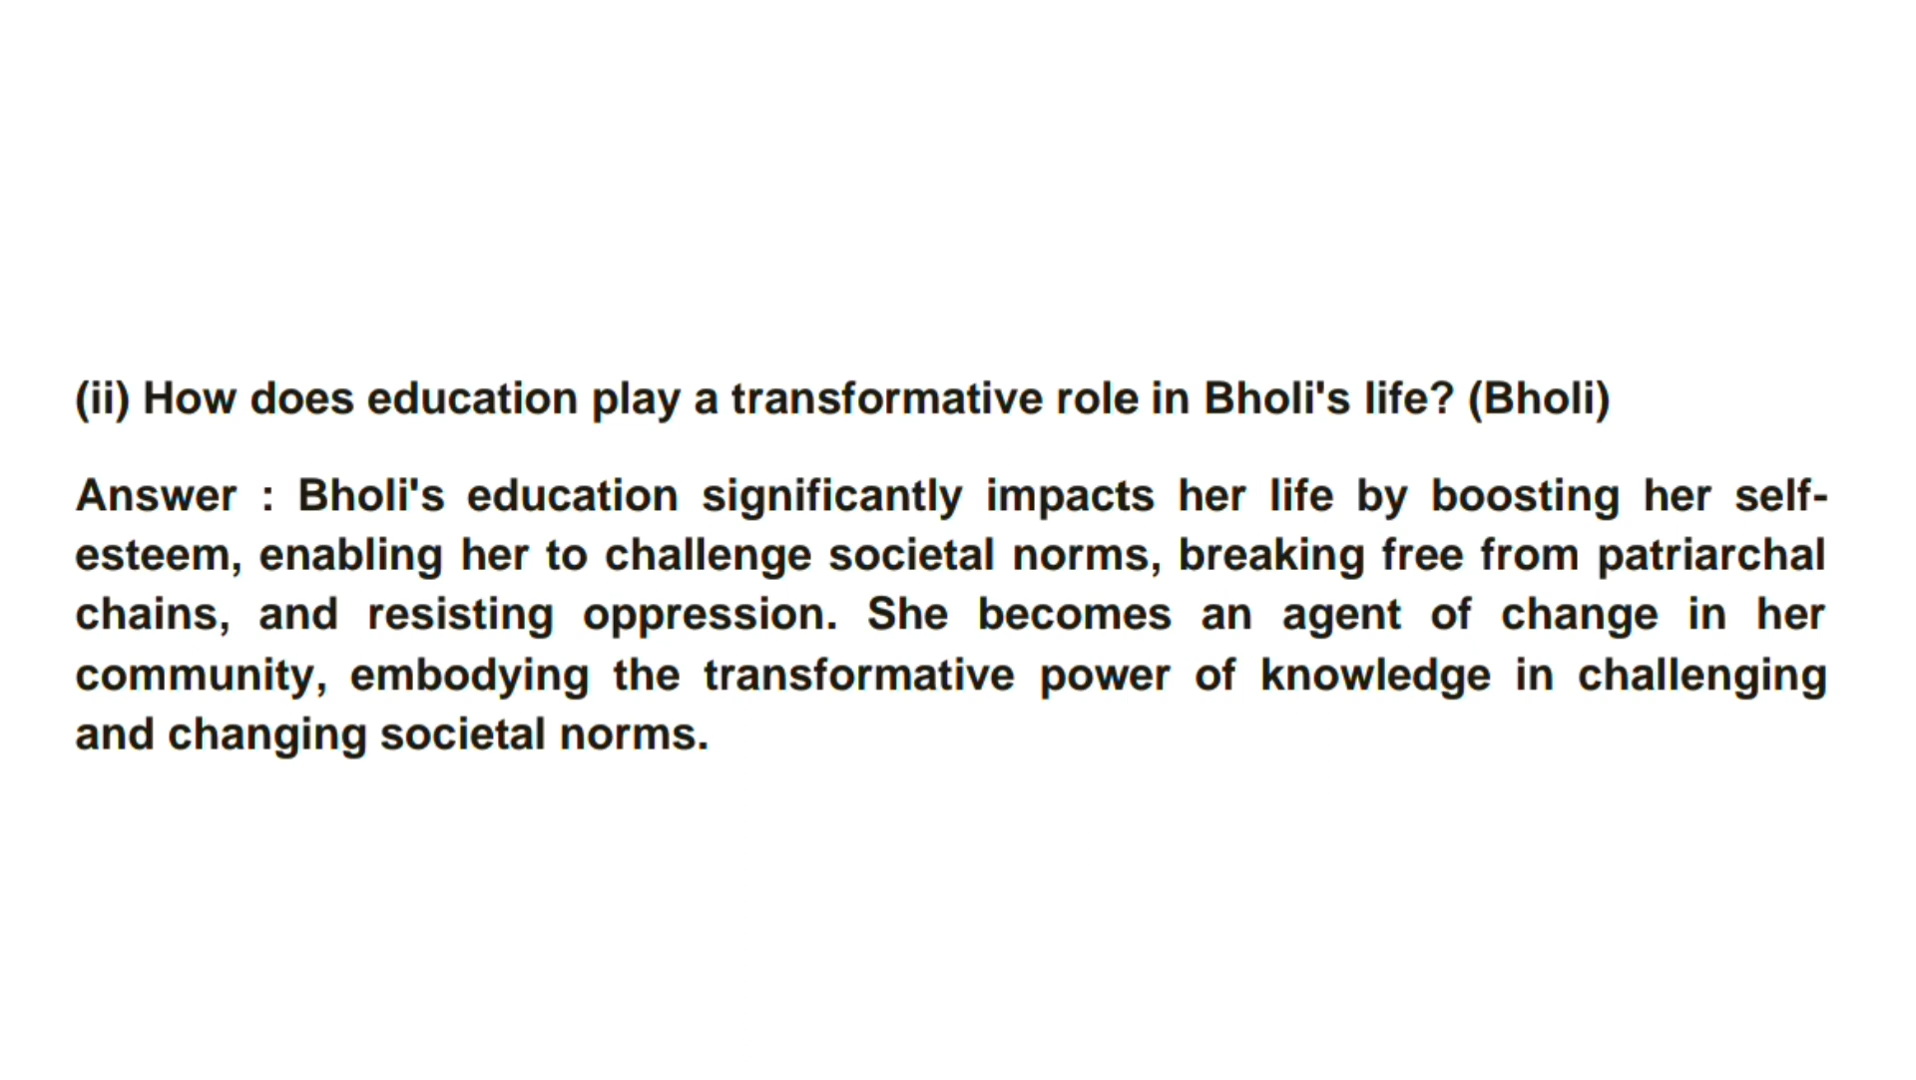 (ii) How does education play a transformative role in Bholi's life? (Bholi)
Answer : Bholi's education significantly impacts her life by boosting her self-
esteem, enabling her to challenge societal norms, breaking free from patriarchal
chains, and resisting oppression. She becomes an agent of change in her
community, embodying the transformative power of knowledge in challenging
and changing societal norms.